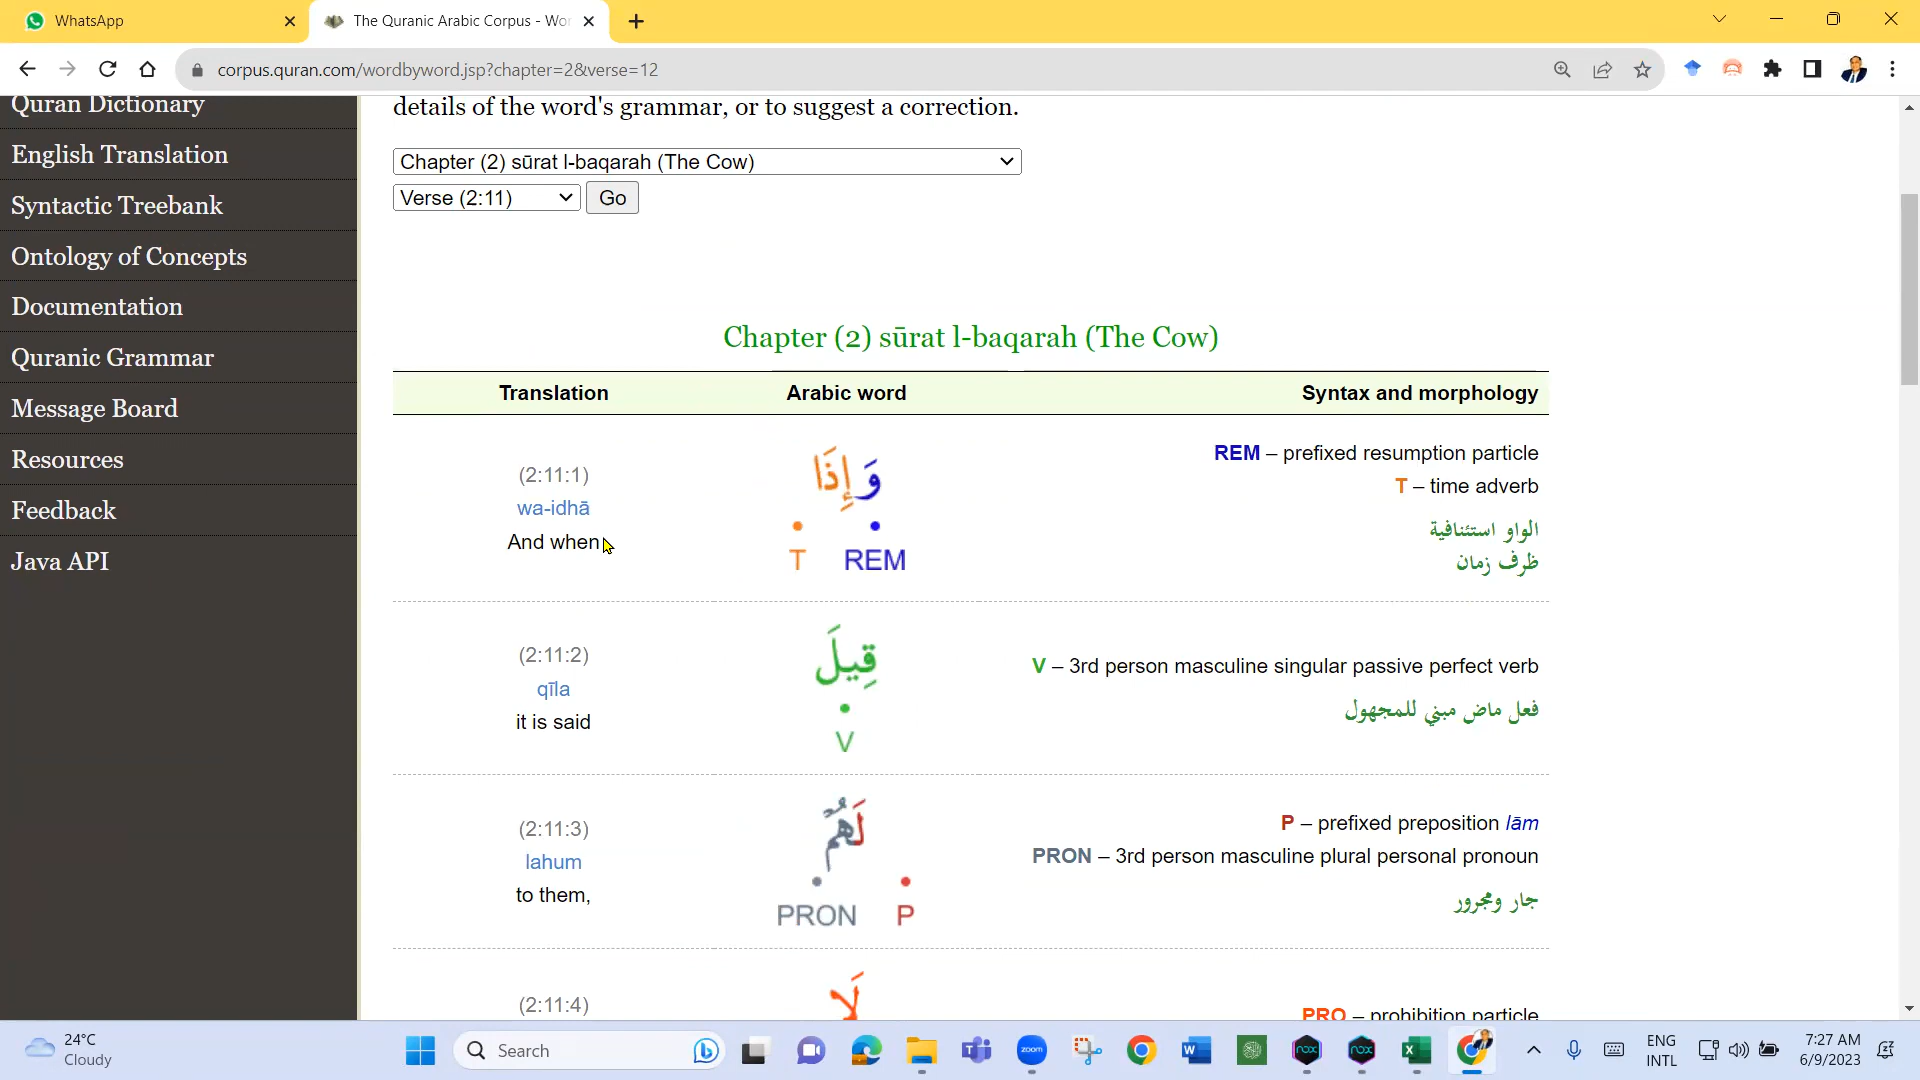 WhatsApp
The Quranic Arabic Corpus - Wor
corpus.quran.com/wordbyword.jsp?chapter=2&verse=12
Quran Dictionary
English Translation
Syntactic Treebank
Ontology of Concepts
Documentation
Quranic Grammar
Message Board
Resources
Feedback
Java API
details of the word's grammar, or to suggest a correction.
Chapter (2) sūrat l-baqarah (The Cow)
Verse (2:11)
Go
Chapter (2) sūrat l-baqarah (The Cow)
Translation
Arabic word
Syntax and morphology
(2:11:1)
wa-idhā
And when
وَإِذَا
T
REM
REM – prefixed resumption particle
T – time adverb
الواو استئنافية
ظرف زمان
(2:11:2)
qīla
it is said
قِيلَ
V
V – 3rd person masculine singular passive perfect verb
فعل ماض مبني للمجهول
(2:11:3)
lahum
to them,
لَهُمْ
PRON
P
P – prefixed preposition lām
PRON – 3rd person masculine plural personal pronoun
جار ومجرور
(2:11:4)
لَا
PRO – prohibition particle
24°C
Cloudy
Search
zoom
nox
nox
ENG
INTL
7:27 AM
6/9/2023